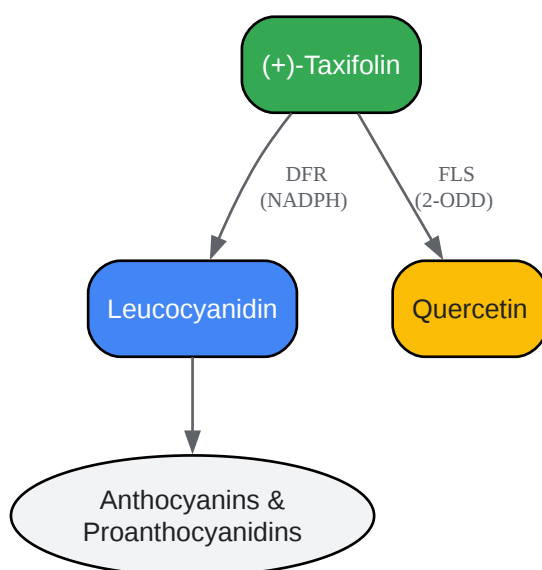 (+)-Taxifolin
DFR
(NADPH)
FLS
(2-ODD)
Leucocyanidin
Quercetin
Anthocyanins &
Proanthocyanidins